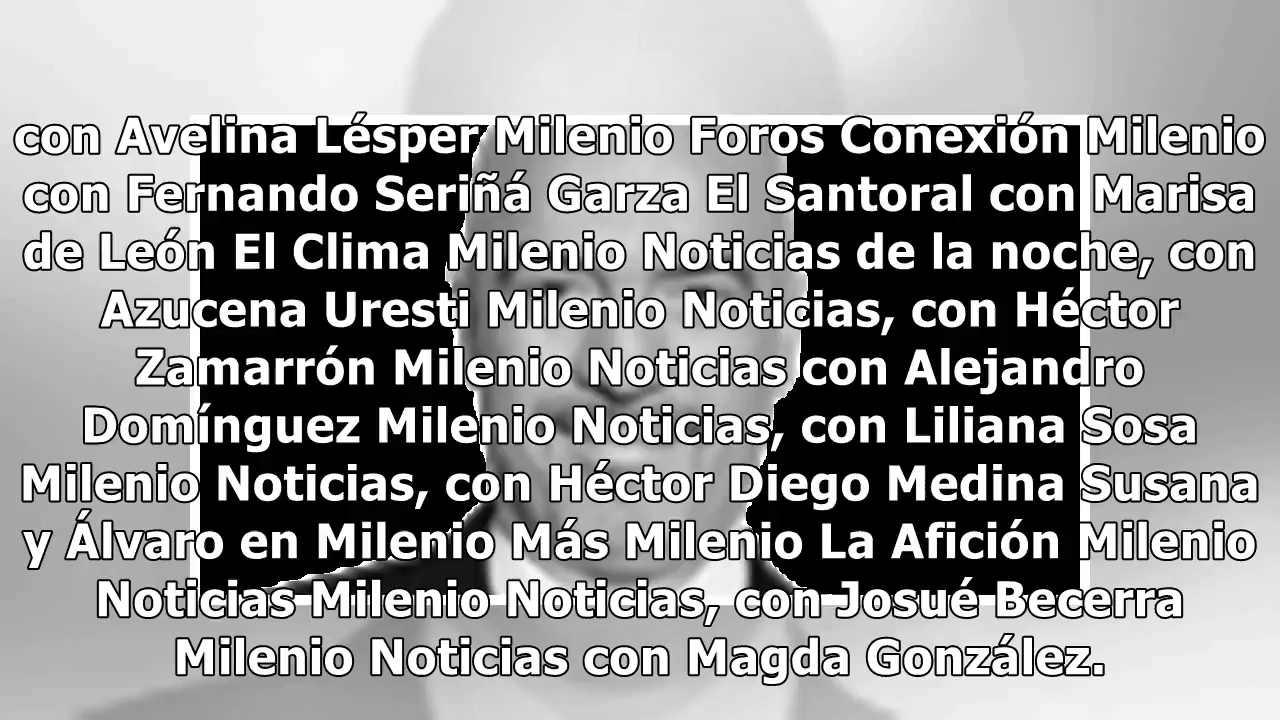 con Avelina Lésper Milenio Foros Conexión Milenio
con Fernando Seriñá Garza El Santoral con Marisa
de León El Clima Milenio Noticias de la noche, con
Azucena Uresti Milenio Noticias, con Héctor
Zamarrón Milenio Noticias con Alejandro
Domínguez Milenio Noticias, con Liliana Sosa
Milenio Noticias, con Héctor Diego Medina Susana
y Álvaro en Milenio Más Milenio La Afición Milenio
Noticias Milenio Noticias, con Josué Becerra
Milenio Noticias con Magda González.